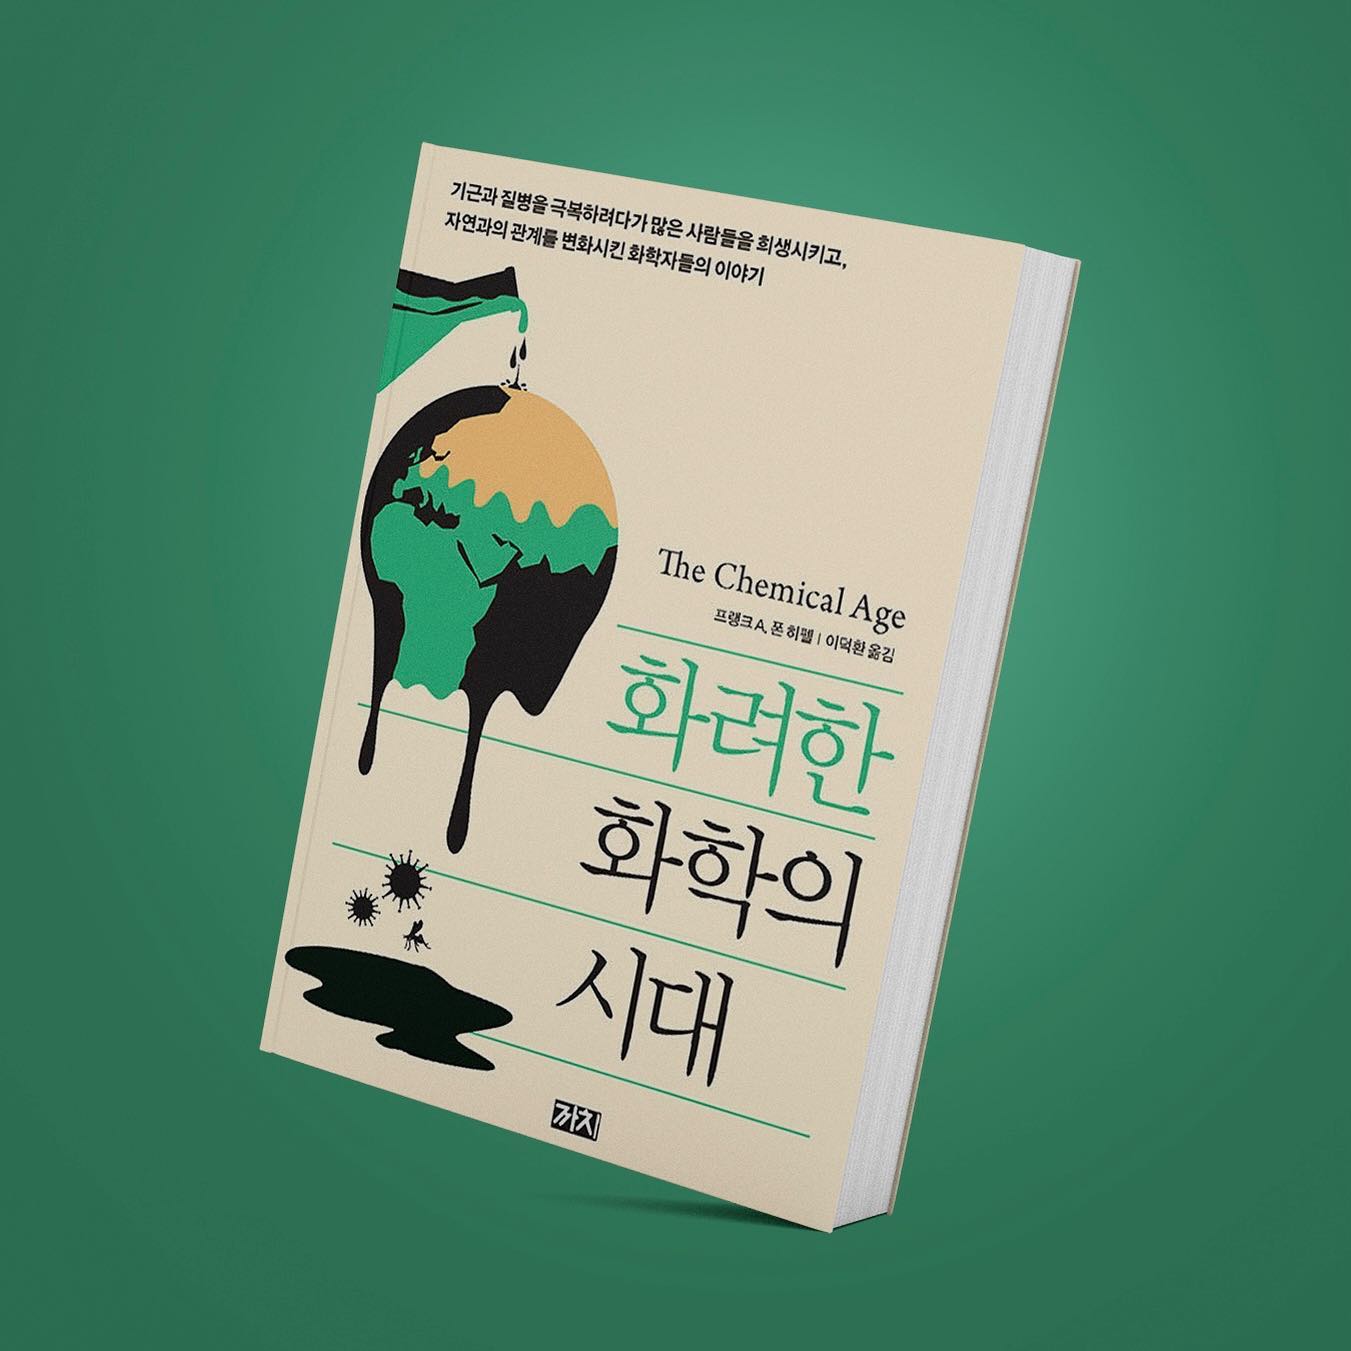 기근과 질병을 극복하려다가 많은 사람들을 희생시키고,
자연과의 관계를 변화시킨 화학자들의 이야기
The Chemical Age
프랭크 A. 폰 히펠 | 이덕환 옮김
화려한
화학의
시대
까치